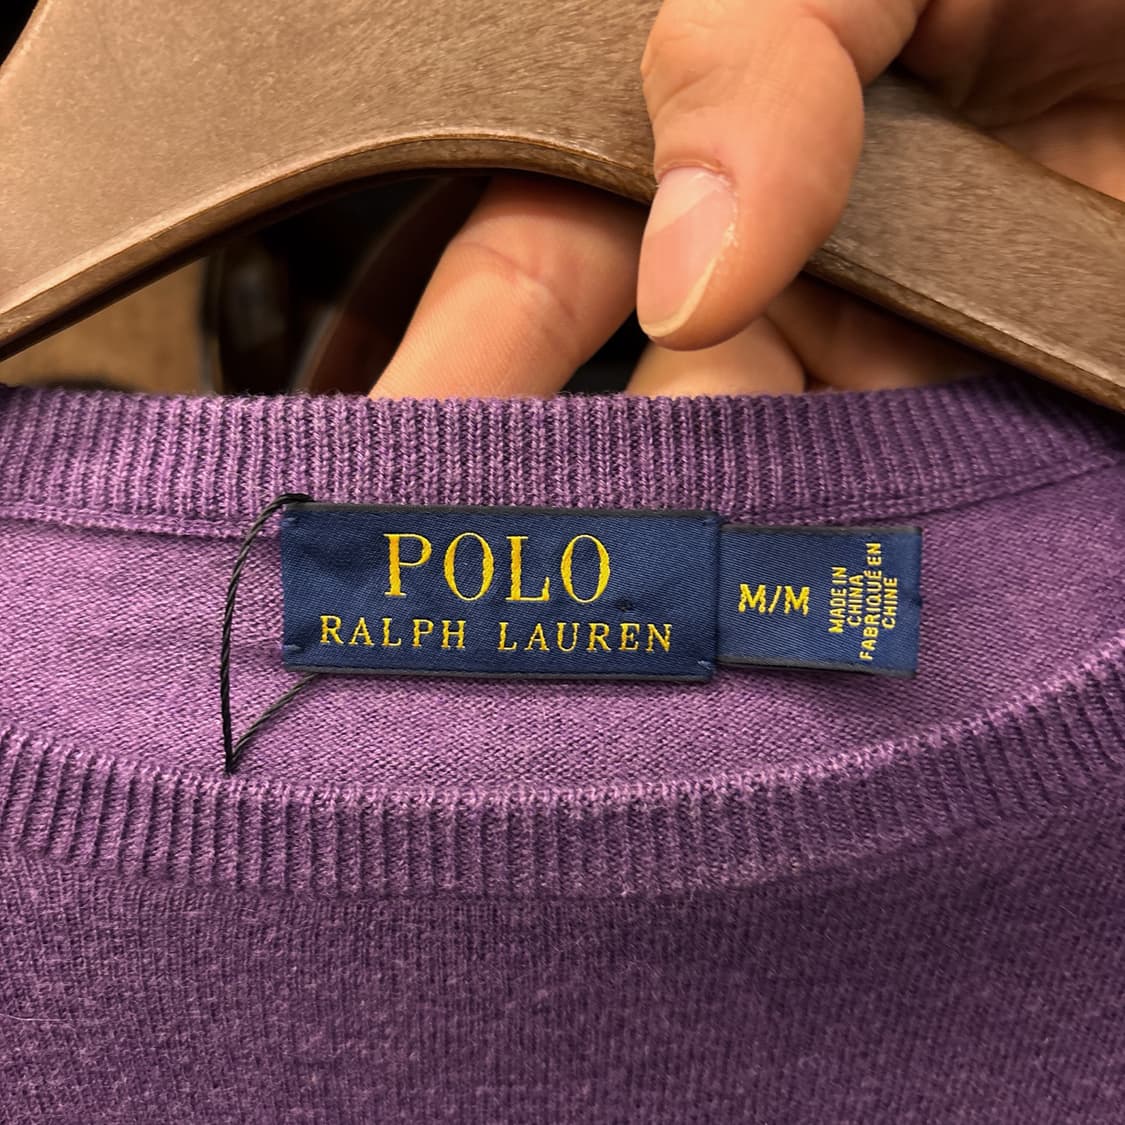 POLO
RALPH LAUREN
M/M
MADE IN
CHINA
FABRIQUÉ EN
CHINE